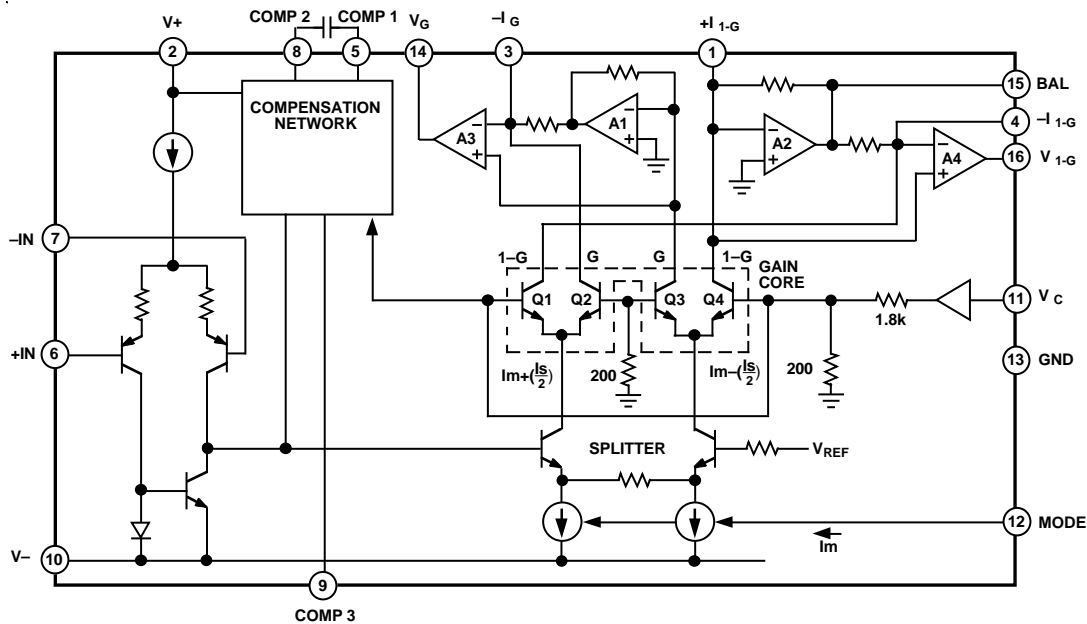 V+
COMP 2
COMP 1
VG
–IG
+I1-G
2
8
5
14
3
1
COMPENSATION
NETWORK
A3
–
+
A1
–
+
A2
–
+
A4
–
+
15
BAL
4
–I1-G
16
V1-G
–IN
7
1–G
G
G
1–G
GAIN
CORE
Q1
Q2
Q3
Q4
11
VC
1.8k
+IN
6
13
GND
Im+(Is/2)
200
Im–(Is/2)
200
SPLITTER
VREF
12
MODE
Im
V–
10
9
COMP 3